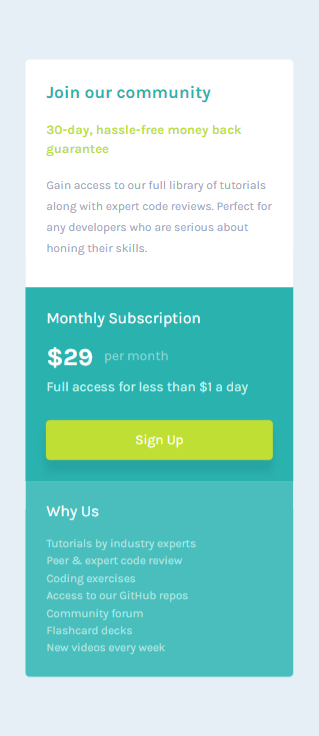 Join our community
30-day, hassle-free money back
guarantee
Gain access to our full library of tutorials
along with expert code reviews. Perfect for
any developers who are serious about
honing their skills.
Monthly Subscription
$29 per month
Full access for less than $1 a day
Sign Up
Why Us
Tutorials by industry experts
Peer & expert code review
Coding exercises
Access to our GitHub repos
Community forum
Flashcard decks
New videos every week